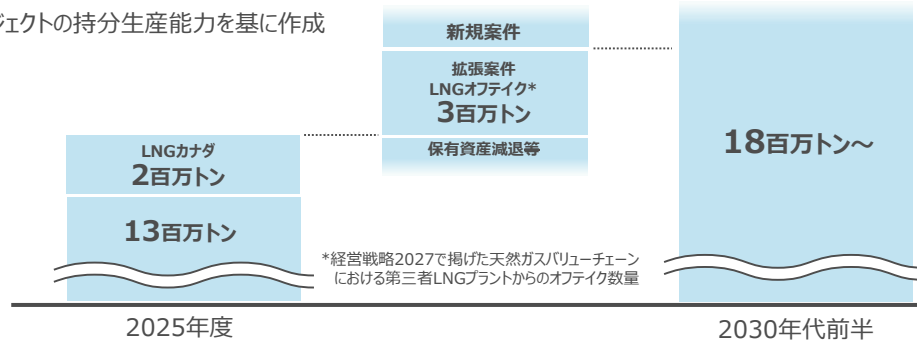 ジェクトの持分生産能力を基に作成
新規案件
拡張案件
LNGオフテイク*
3百万トン
保有資産減退等
LNGカナダ
2百万トン
13百万トン
18百万トン～
*経営戦略2027で掲げた天然ガスバリューチェーン
における第三者LNGプラントからのオフテイク数量
2025年度
2030年代前半